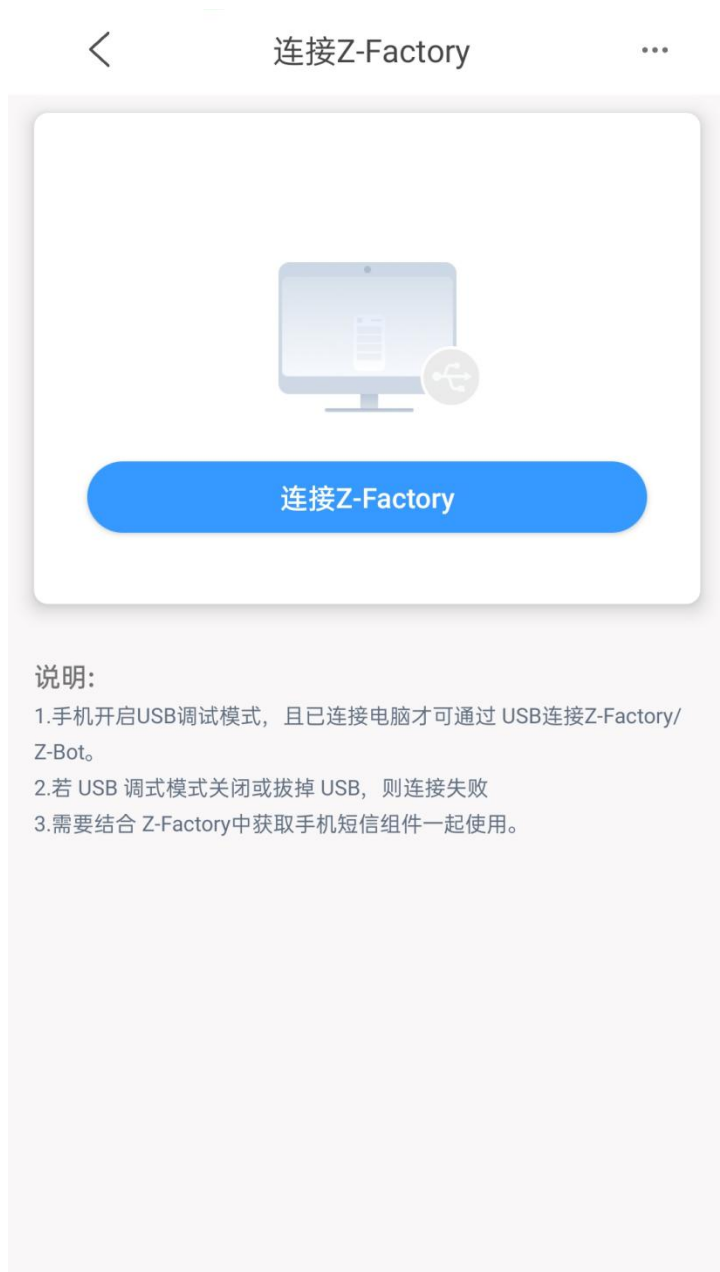 连接Z-Factory
连接Z-Factory
说明:
1.手机开启USB调试模式，且已连接电脑才可通过 USB连接Z-Factory/
Z-Bot。
2.若 USB 调式模式关闭或拔掉 USB，则连接失败
3.需要结合 Z-Factory中获取手机短信组件一起使用。